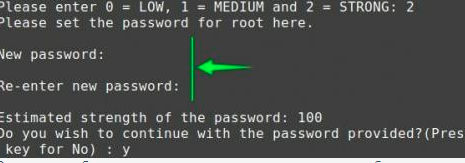 Please enter 0 = LOW, 1 = MEDIUM and 2 = STRONG: 2
Please set the password for root here.
New password:
Re-enter new password:
Estimated strength of the password: 100
Do you wish to continue with the password provided?(Pres
key for No) : y